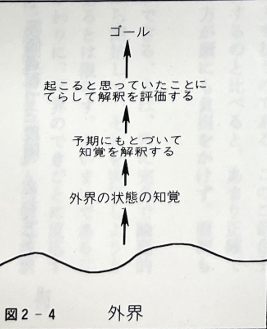 ゴール
起こると思っていたことに
てらして解釈を評価する
予期にもとづいて
知覚を解釈する
外界の状態の知覚
図2-4
外界